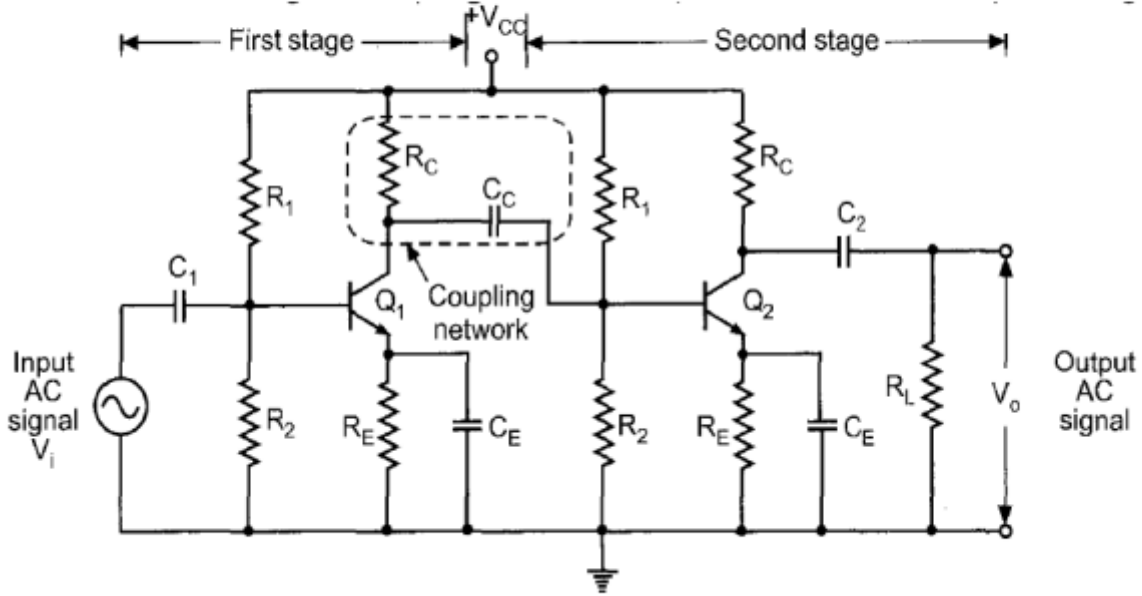 +V_CC
First stage
Second stage
R_C
R_C
R_1
C_C
R_1
C_2
C_1
Q_1
Coupling
network
Q_2
Input
AC
signal
V_i
R_2
R_E
C_E
R_2
R_E
C_E
R_L
V_o
Output
AC
signal